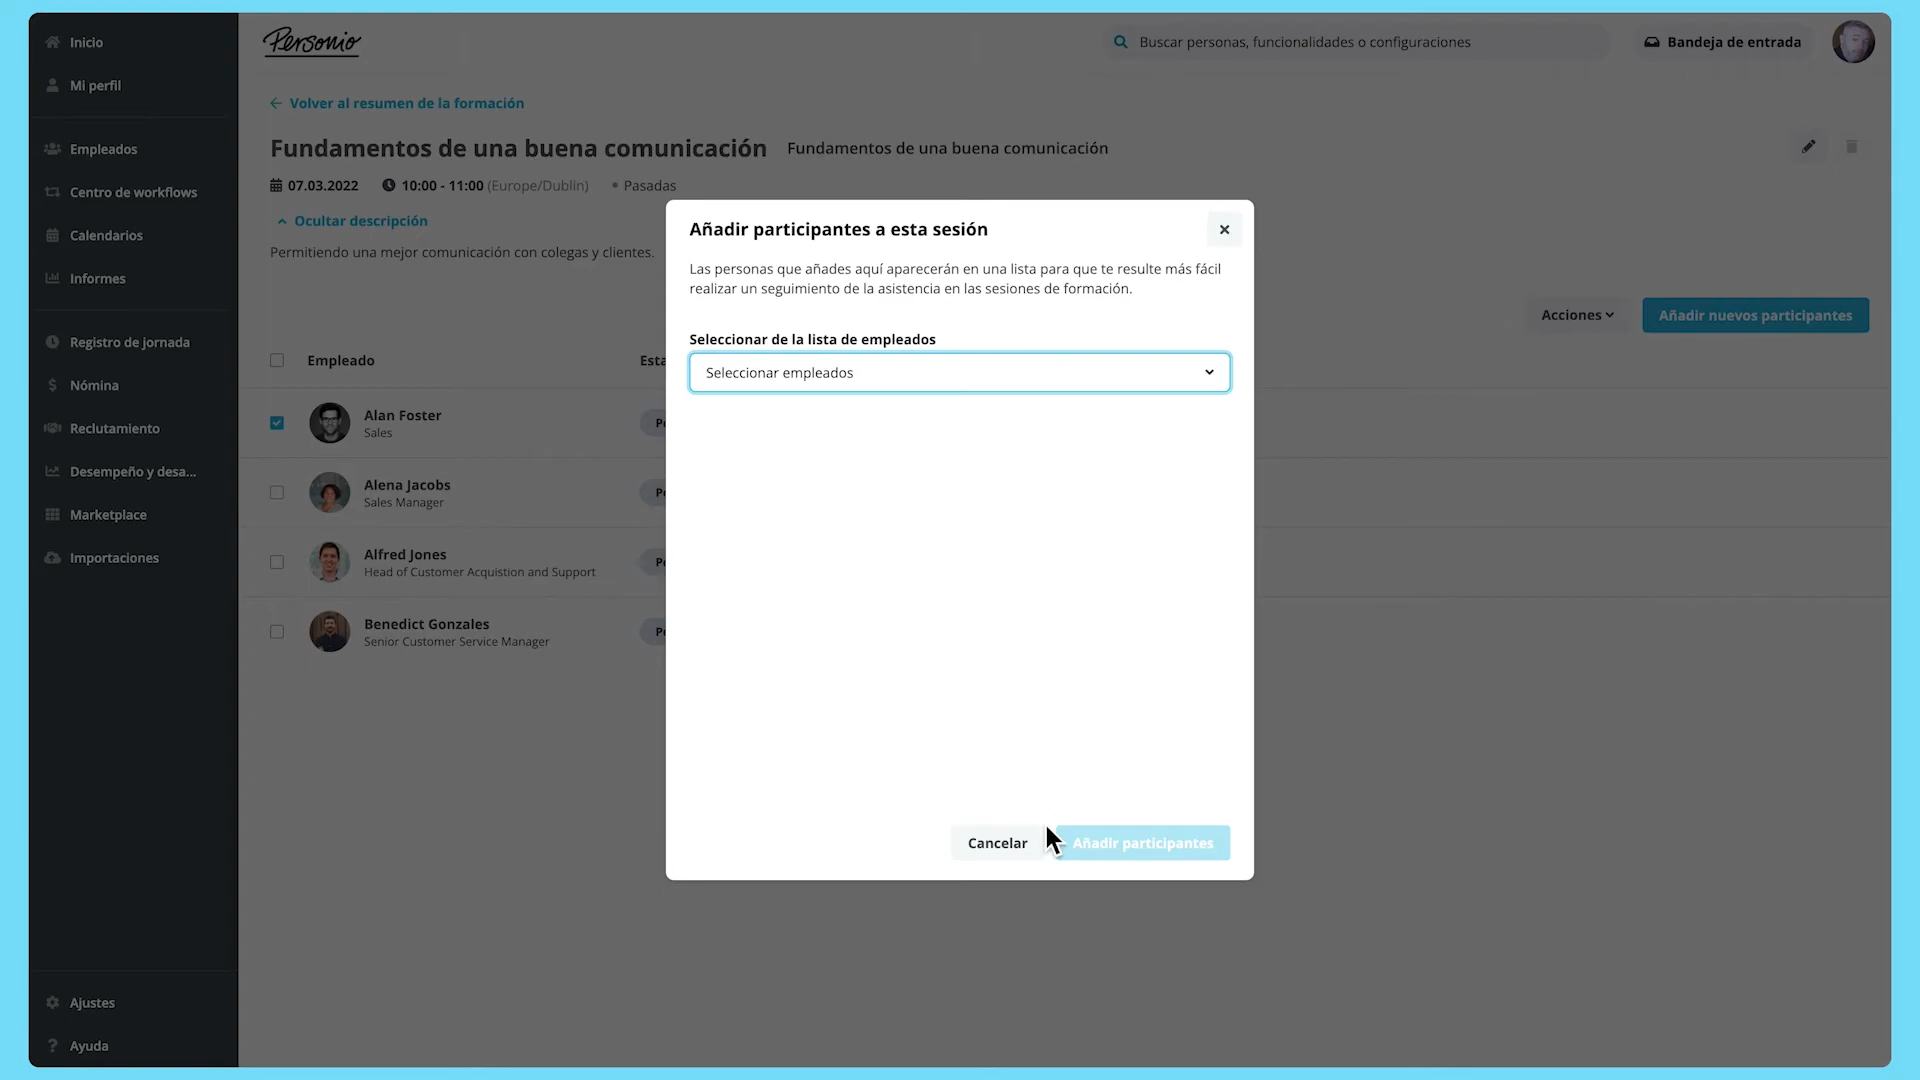 Inicio
Mi perfil
Empleados
Centro de workflows
Calendarios
Informes
Registro de jornada
Nómina
Reclutamiento
Desempeño y desa...
Marketplace
Importaciones
Ajustes
Ayuda
Personio
Buscar personas, funcionalidades o configuraciones
Bandeja de entrada
Volver al resumen de la formación
Fundamentos de una buena comunicación Fundamentos de una buena comunicación
07.03.2022 10:00 - 11:00 (Europe/Dublin) • Pasadas
Ocultar descripción
Permitiendo una mejor comunicación con colegas y clientes.
Acciones
Añadir nuevos participantes
Empleado
Alan Foster
Sales
Alena Jacobs
Sales Manager
Alfred Jones
Head of Customer Acquistion and Support
Benedict Gonzales
Senior Customer Service Manager
Añadir participantes a esta sesión
Las personas que añades aquí aparecerán en una lista para que te resulte más fácil
realizar un seguimiento de la asistencia en las sesiones de formación.
Seleccionar de la lista de empleados
Seleccionar empleados
Cancelar
Añadir participantes